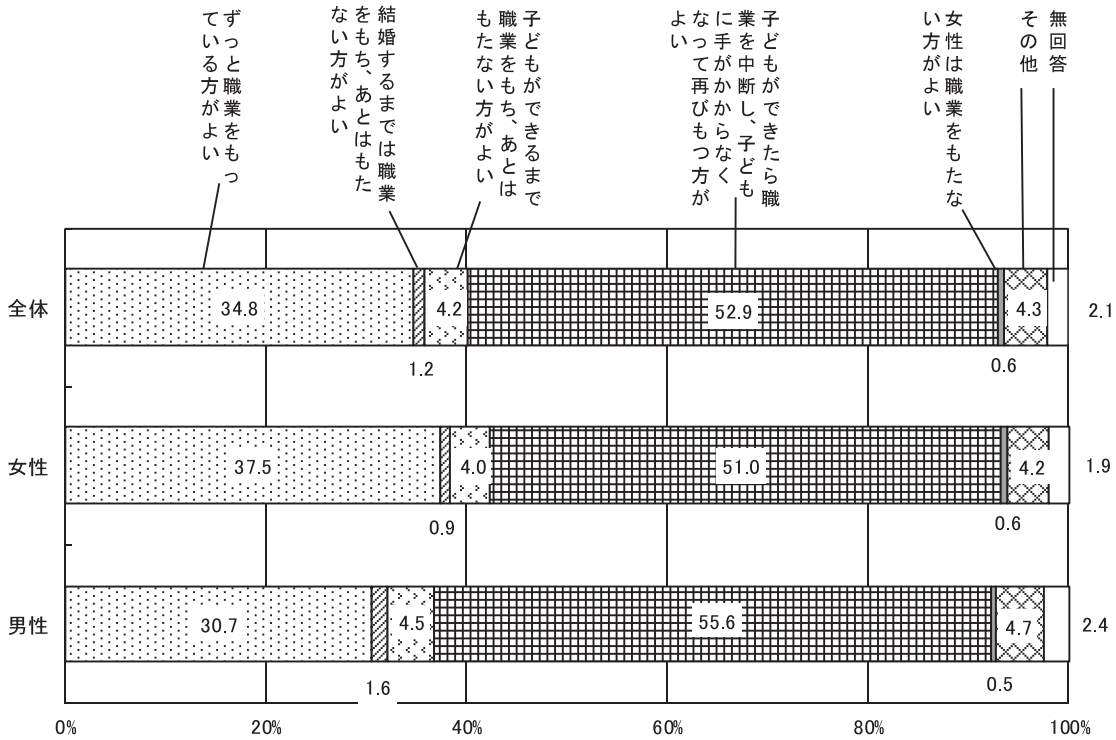 ずっと職業をもっ
ている方がよい
結婚するまでは職業
をもち、あとはもた
ない方がよい
子どもができるまで
職業をもち、あとは
もたない方がよい
子どもができたら職
業を中断し、子ども
に手がかからなく
なって再びもつ方が
よい
女性は職業をもたな
い方がよい
その他
無回答
全体
34.8
1.2
4.2
52.9
0.6
4.3
2.1
女性
37.5
0.9
4.0
51.0
0.6
4.2
1.9
男性
30.7
1.6
4.5
55.6
0.5
4.7
2.4
0%
20%
40%
60%
80%
100%